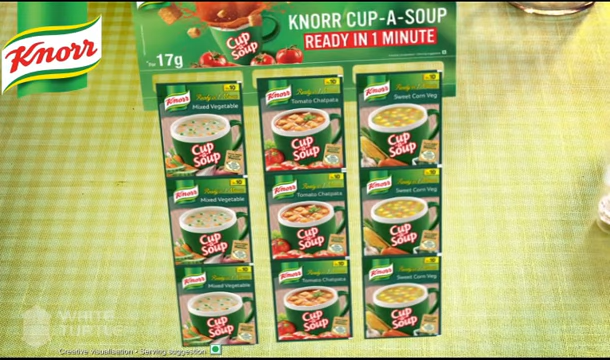 Knorr
KNORR CUP-A-SOUP
READY IN 1 MINUTE
17g
Cup a Soup
Knorr
Mixed Vegetable
Cup a Soup
Knorr
Tomato Chatpata
Cup a Soup
Knorr
Sweet Corn Veg
Cup a Soup
Knorr
Mixed Vegetable
Cup a Soup
Knorr
Tomato Chatpata
Cup a Soup
Knorr
Sweet Corn Veg
Cup a Soup
Knorr
Mixed Vegetable
Cup a Soup
Knorr
Tomato Chatpata
Cup a Soup
Knorr
Sweet Corn Veg
Cup a Soup
WHITE
TURTLE
Creative visualisation • Serving suggestion